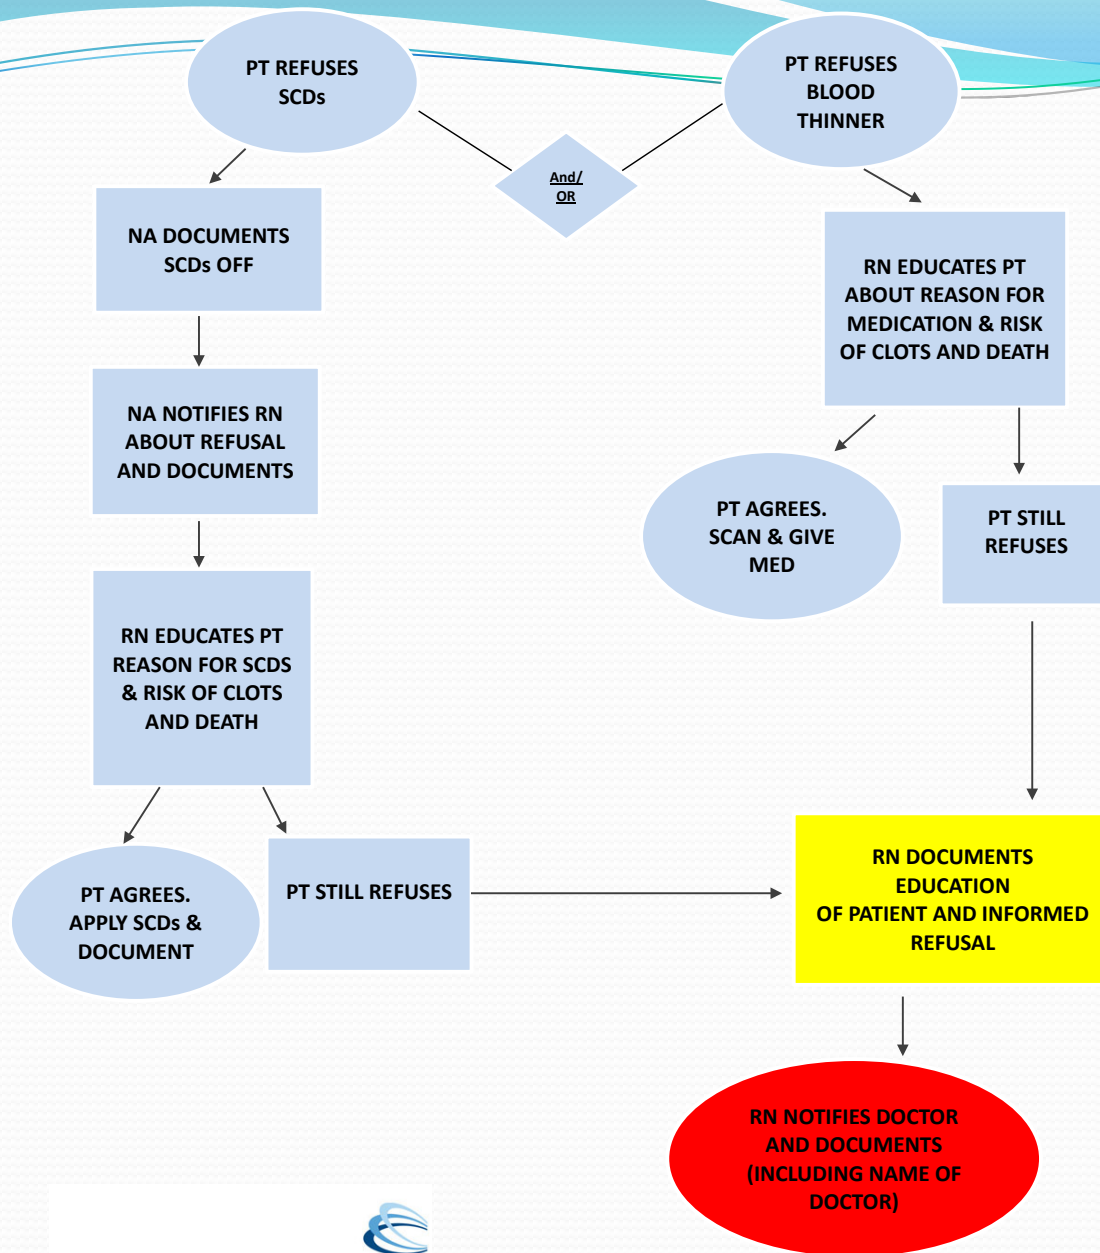 PT REFUSES
SCDs
PT REFUSES
BLOOD
THINNER
And/
OR
NA DOCUMENTS
SCDs OFF
RN EDUCATES PT
ABOUT REASON FOR
MEDICATION & RISK
OF CLOTS AND DEATH
NA NOTIFIES RN
ABOUT REFUSAL
AND DOCUMENTS
PT AGREES.
SCAN & GIVE
MED
PT STILL
REFUSES
RN EDUCATES PT
REASON FOR SCDS
& RISK OF CLOTS
AND DEATH
PT AGREES.
APPLY SCDs &
DOCUMENT
PT STILL REFUSES
RN DOCUMENTS
EDUCATION
OF PATIENT AND INFORMED
REFUSAL
RN NOTIFIES DOCTOR
AND DOCUMENTS
(INCLUDING NAME OF
DOCTOR)